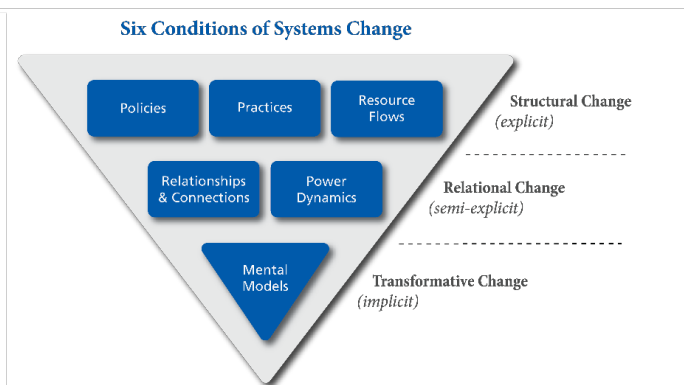 Six Conditions of Systems Change
Policies
Practices
Resource
Flows
Structural Change
(explicit)
Relationships
& Connections
Power
Dynamics
Relational Change
(semi-explicit)
Mental
Models
Transformative Change
(implicit)